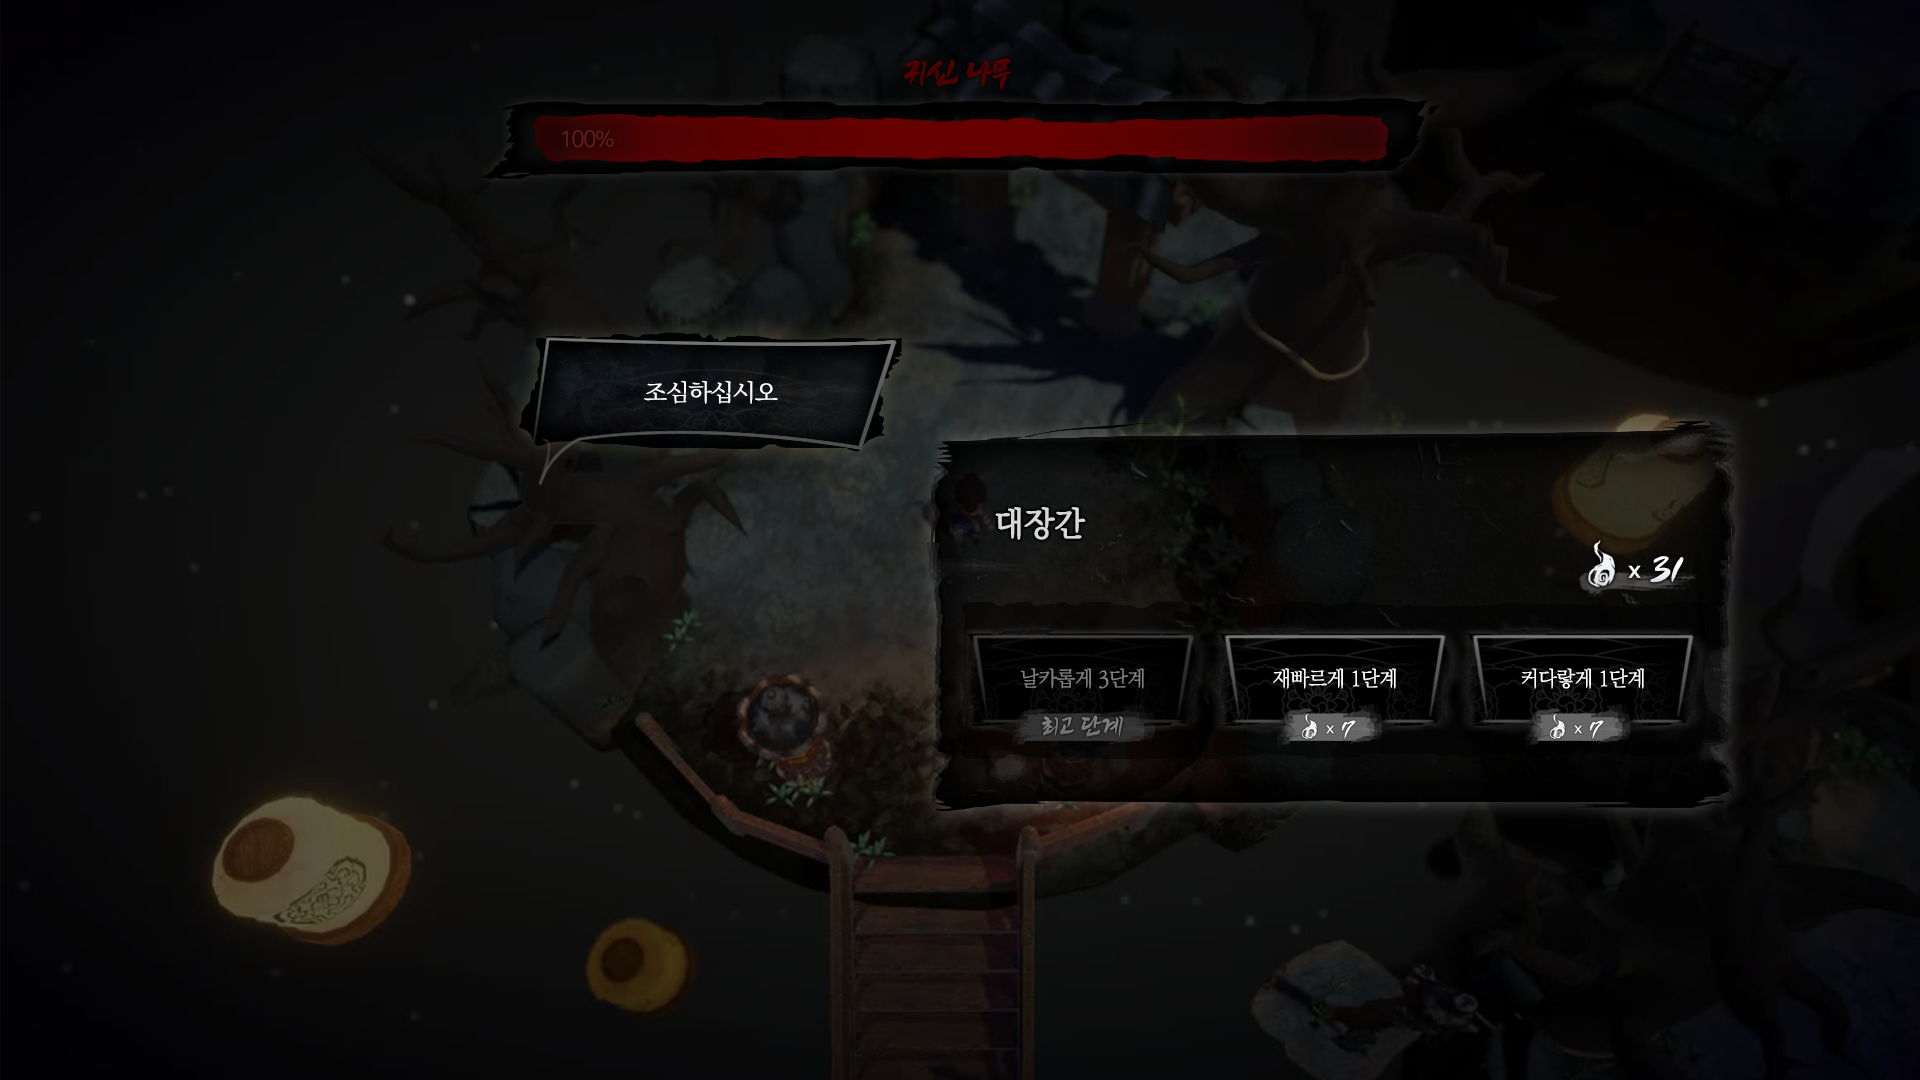 귀신 나무
100%
조심하십시오
대장간
x 31
날카롭게 3단계
재빠르게 1단계
커다랗게 1단계
최고 단계
x 7
x 7